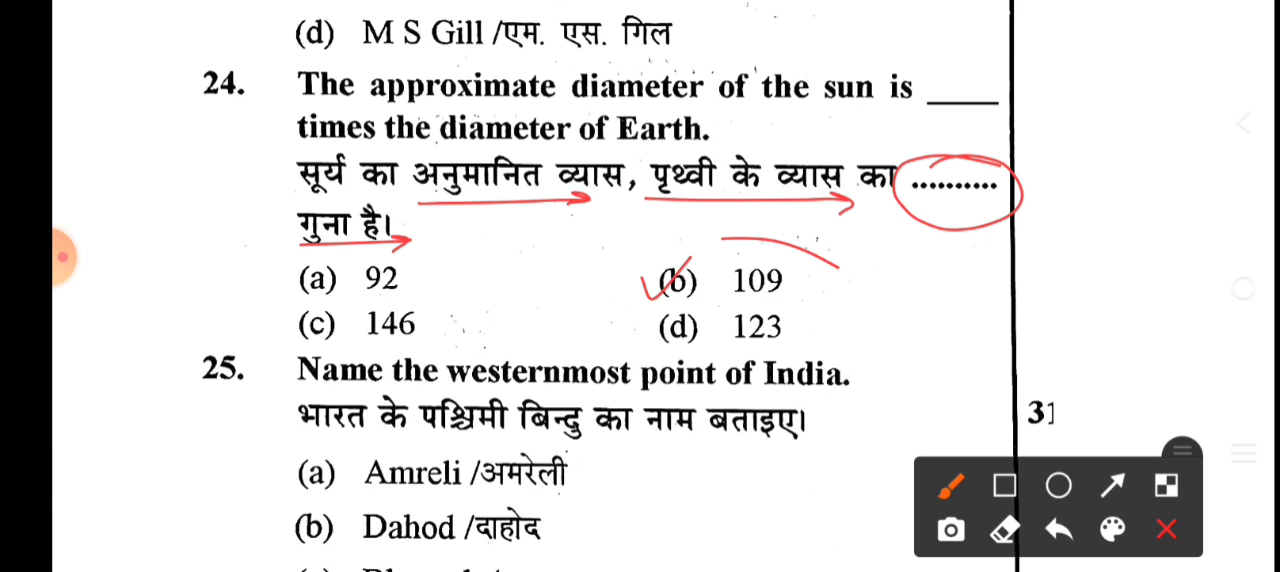 (d) M S Gill /एम. एस. गिल
24. The approximate diameter of the sun is ____
times the diameter of Earth.
सूर्य का अनुमानित व्यास, पृथ्वी के व्यास का ..........
गुना है।
(a) 92 (b) 109
(c) 146 (d) 123
25. Name the westernmost point of India.
भारत के पश्चिमी बिन्दु का नाम बताइए।
31
(a) Amreli /अमरेली
(b) Dahod /दाहोद